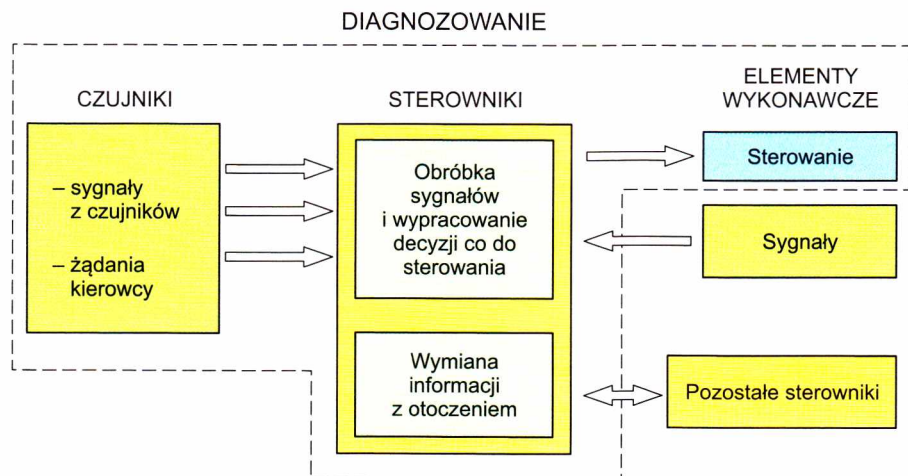 DIAGNOZOWANIE
CZUJNIKI
– sygnały
z czujników
– żądania
kierowcy
STEROWNIKI
Obróbka
sygnałów
i wypracowanie
decyzji co do
sterowania
Wymiana
informacji
z otoczeniem
ELEMENTY
WYKONAWCZE
Sterowanie
Sygnały
Pozostałe sterowniki